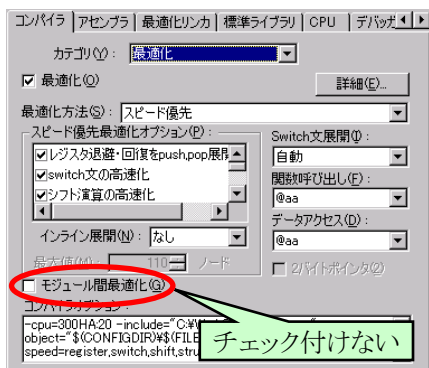 コンパイラ アセンブラ 最適化リンカ 標準ライブラリ CPU デバッガ
カテゴリ(Y): 最適化
最適化(O) 詳細(E)...
最適化方法(S): スピード優先
スピード優先最適化オプション(P): Switch文展開(I):
レジスタ退避・回復をpush,pop展開 自動
switch文の高速化 関数呼び出し(F):
シフト演算の高速化 @aa
データアクセス(D):
インライン展開(N): なし @aa
最大値(M): 110 ノード 2バイトポインタ(2)
モジュール間最適化(G)
コンパイラオプション:
-cpu=300HA:20 -include="C:¥W
object="$(CONFIGDIR)¥$(FILE
speed=register,switch,shift,stru
チェック付けない